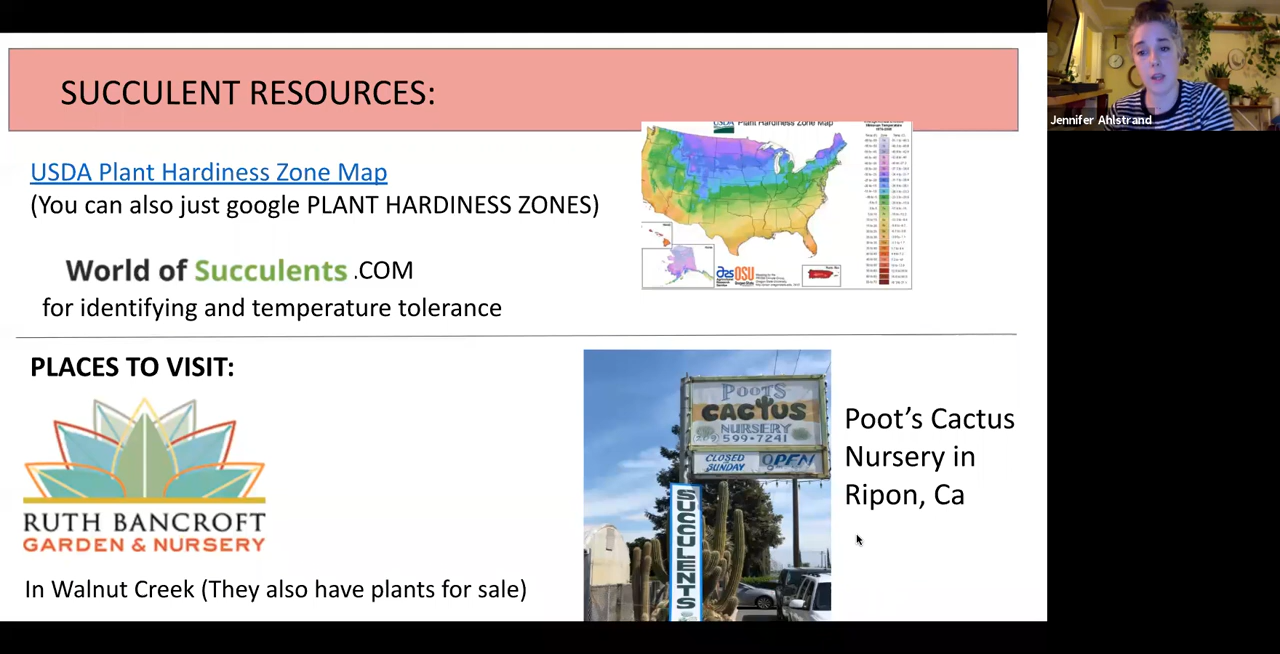 SUCCULENT RESOURCES:
Jennifer Ahlstrand
USDA Plant Hardiness Zone Map
(You can also just google PLANT HARDINESS ZONES)
USDA Plant Hardiness Zone Map
OSU
World of Succulents .COM
for identifying and temperature tolerance
PLACES TO VISIT:
RUTH BANCROFT
GARDEN & NURSERY
In Walnut Creek (They also have plants for sale)
POOTS
CACTUS
NURSERY
(209) 599-7241
CLOSED
SUNDAY
OPEN
SUCCULENTS
Poot's Cactus
Nursery in
Ripon, Ca